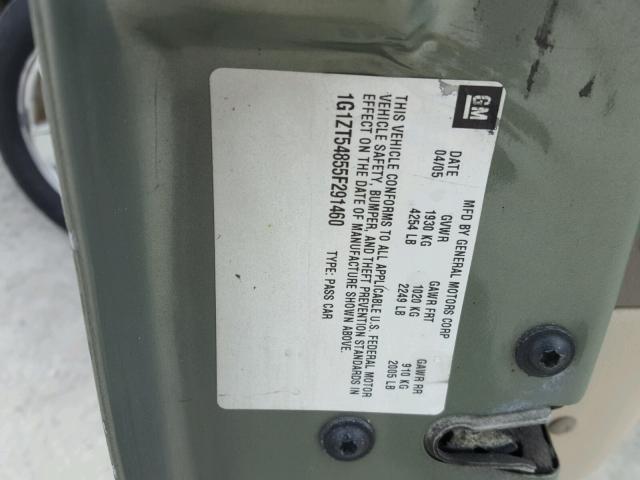 GM
MFD BY GENERAL MOTORS CORP
DATE GVWR GAWR FRT GAWR RR
04/05 1930 KG 1020 KG 910 KG
4254 LB 2249 LB 2005 LB
THIS VEHICLE CONFORMS TO ALL APPLICABLE U.S. FEDERAL MOTOR
VEHICLE SAFETY, BUMPER, AND THEFT PREVENTION STANDARDS IN
EFFECT ON THE DATE OF MANUFACTURE SHOWN ABOVE.
1G1ZT54855F291460 TYPE: PASS CAR